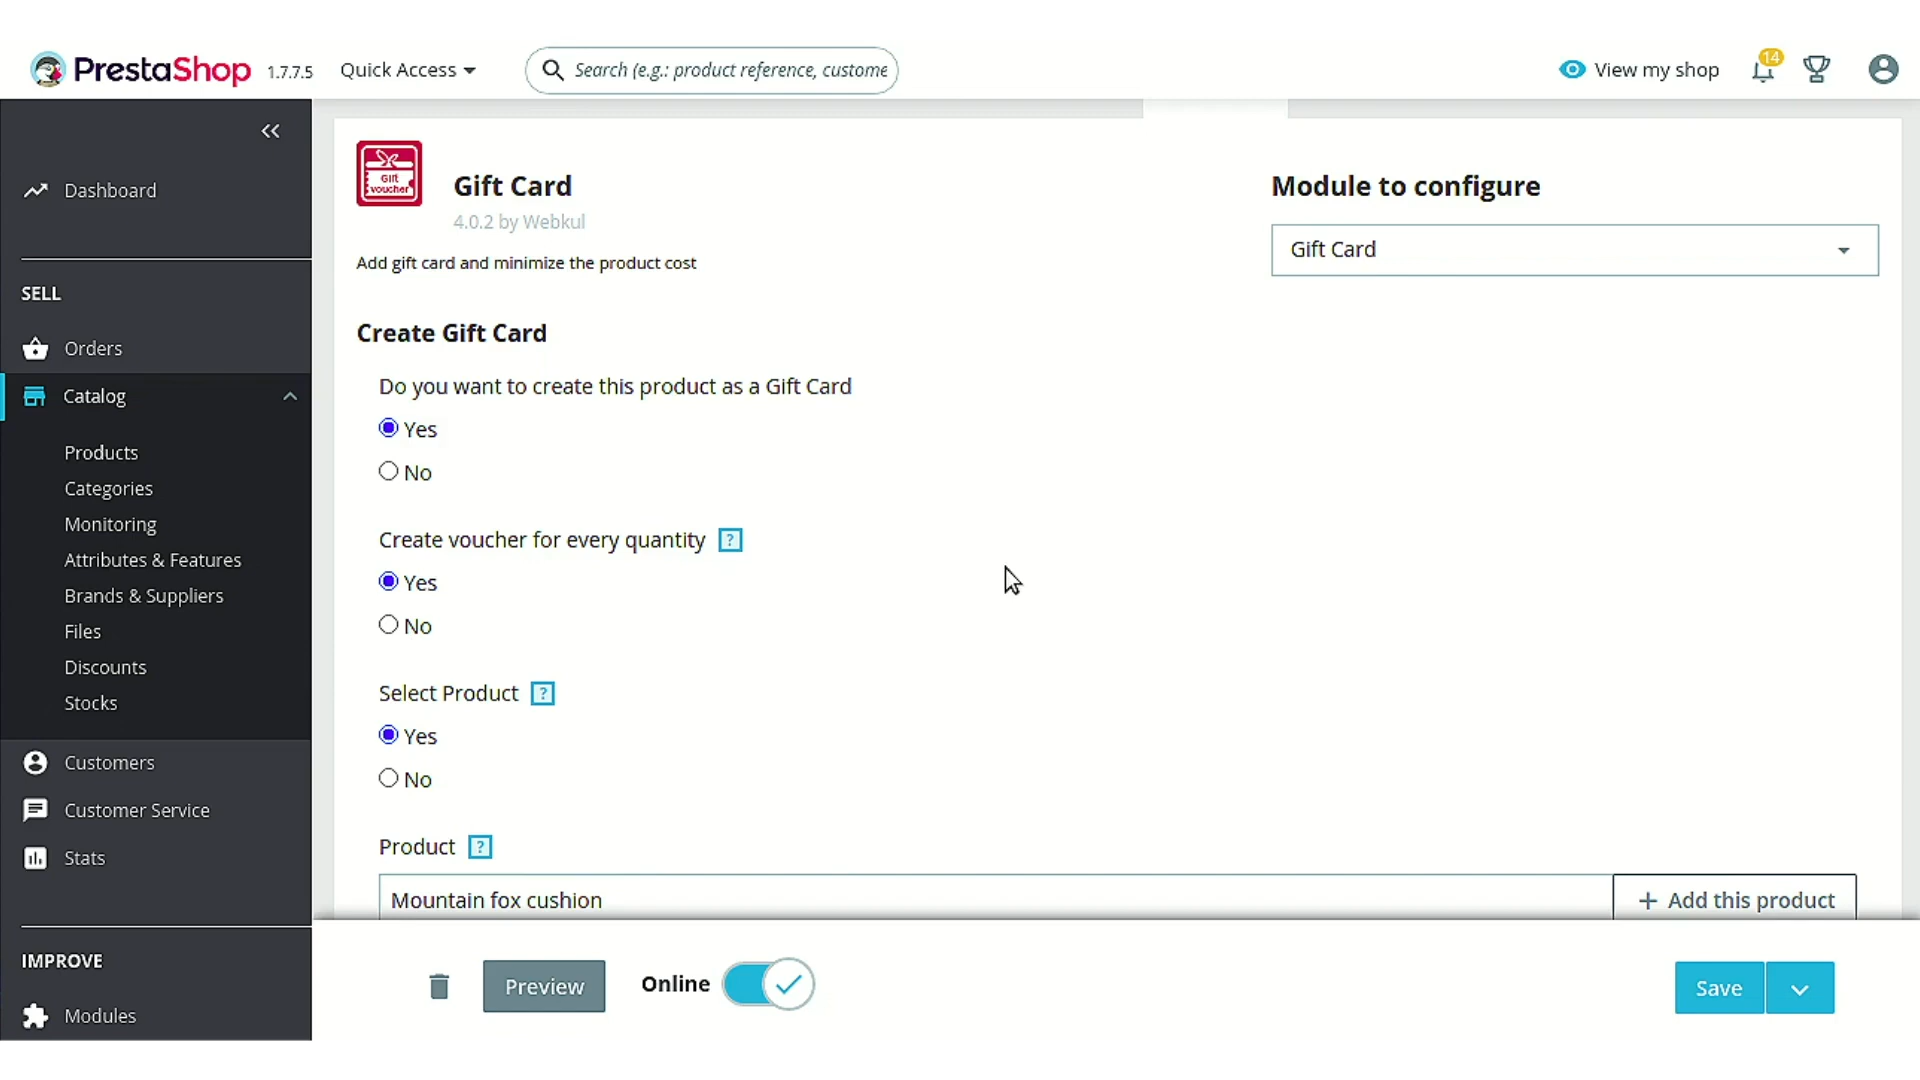 PrestaShop 1.7.7.5 Quick Access Search (e.g.: product reference, custome View my shop 14
Dashboard
SELL
Orders
Catalog
Products
Categories
Monitoring
Attributes & Features
Brands & Suppliers
Files
Discounts
Stocks
Customers
Customer Service
Stats
IMPROVE
Modules
Gift
voucher
Gift Card
4.0.2 by Webkul
Add gift card and minimize the product cost
Module to configure
Gift Card
Create Gift Card
Do you want to create this product as a Gift Card
Yes
No
Create voucher for every quantity ?
Yes
No
Select Product ?
Yes
No
Product ?
Mountain fox cushion + Add this product
Preview Online Save